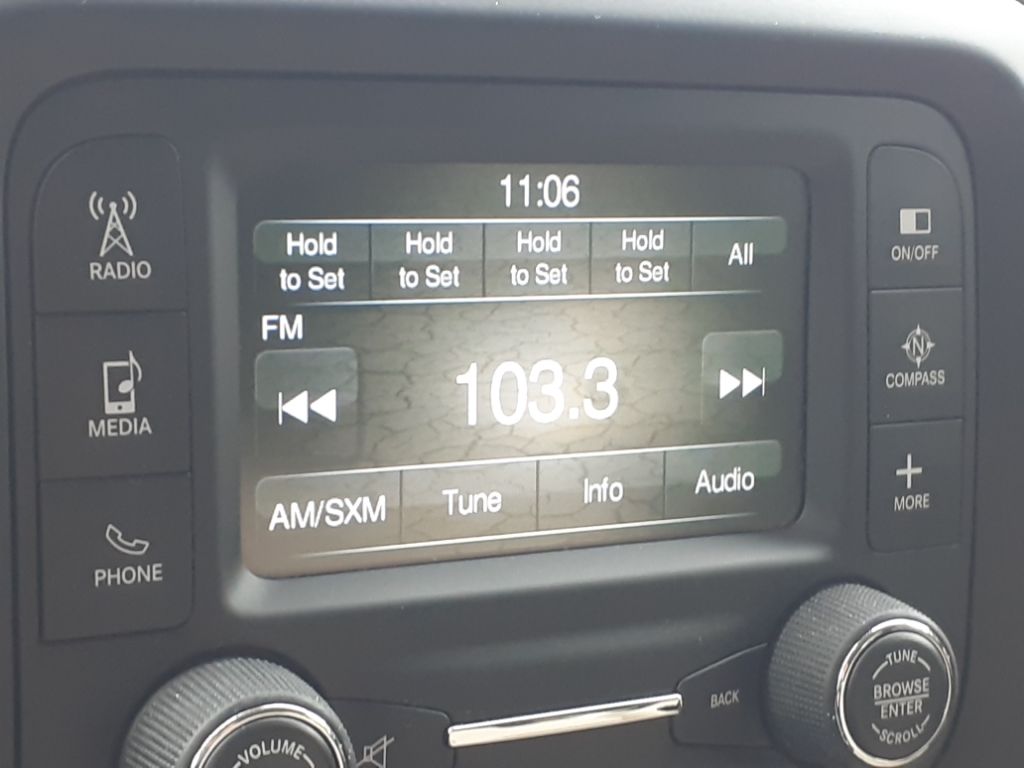 11:06
Hold to Set
Hold to Set
Hold to Set
Hold to Set
All
FM
103.3
AM/SXM
Tune
Info
Audio
RADIO
MEDIA
PHONE
ON/OFF
N
COMPASS
MORE
VOLUME
BACK
TUNE
BROWSE
ENTER
SCROLL